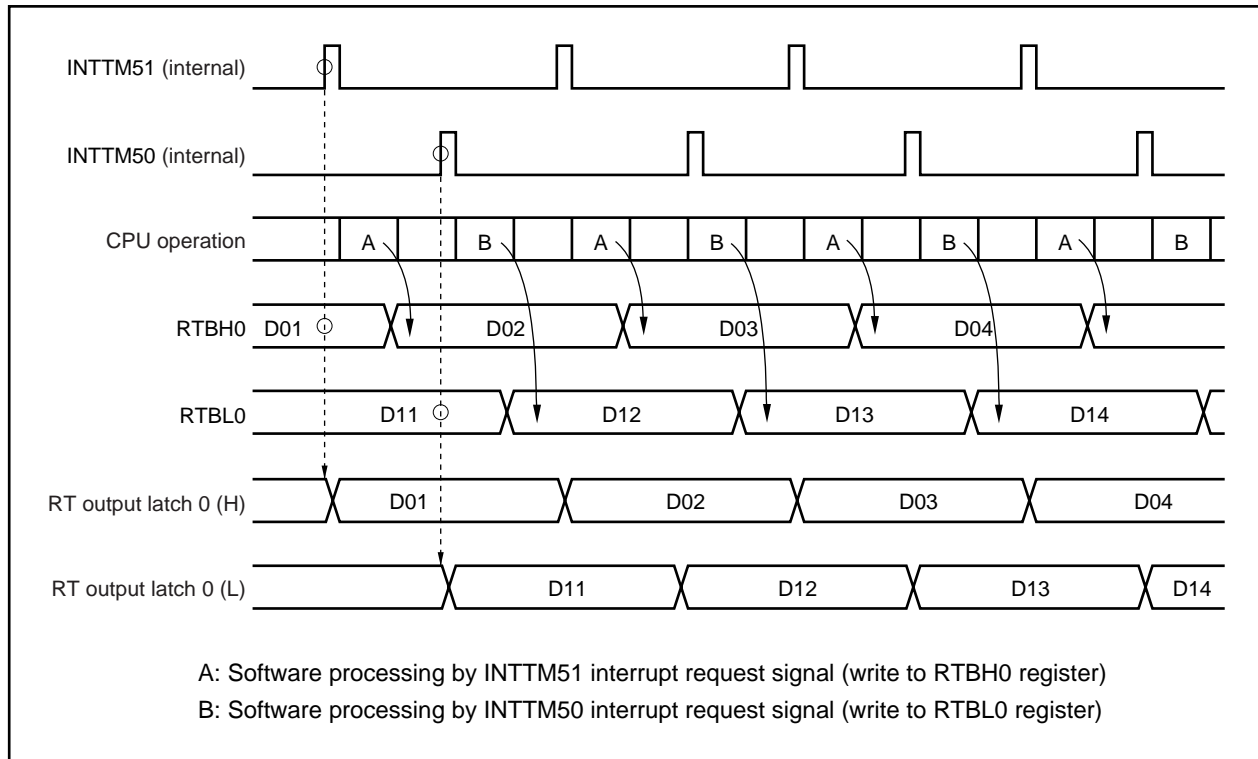 INTTM51 (internal)
INTTM50 (internal)
CPU operation A B A B A B A B
RTBH0 D01 D02 D03 D04
RTBL0 D11 D12 D13 D14
RT output latch 0 (H) D01 D02 D03 D04
RT output latch 0 (L) D11 D12 D13 D14
A: Software processing by INTTM51 interrupt request signal (write to RTBH0 register)
B: Software processing by INTTM50 interrupt request signal (write to RTBL0 register)